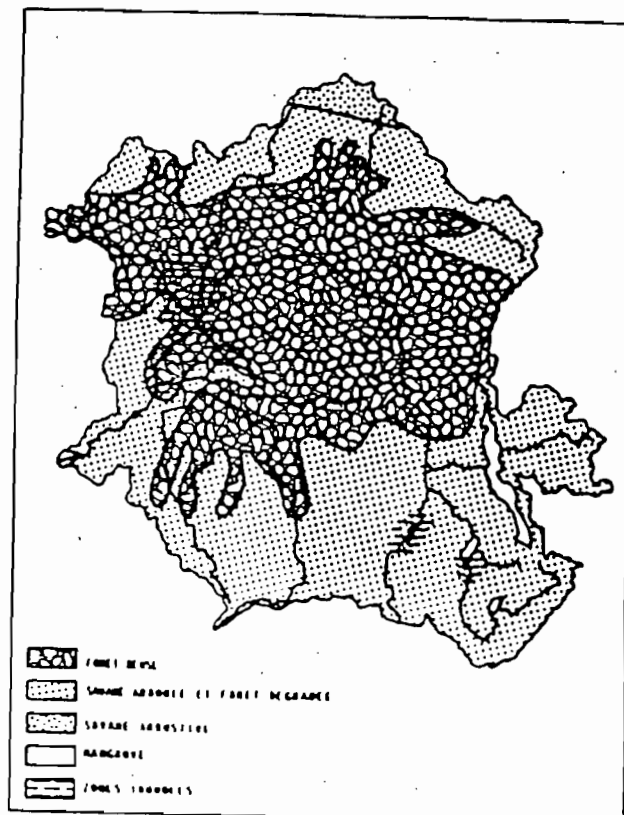 FORET DENSE
SAVANE ARBOREE ET FORET DEGRADEE
SAVANE ARBUSTIVE
MANGROVE
ZONES INONDEES